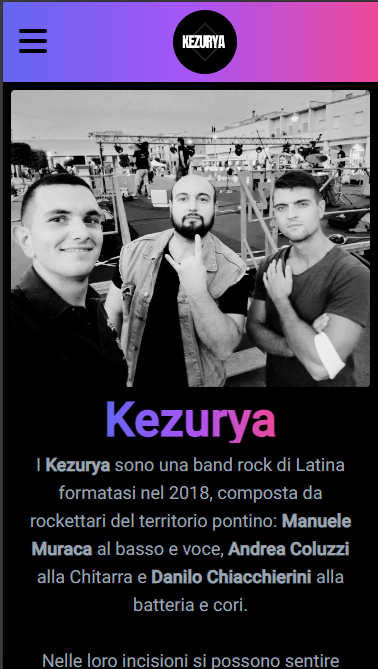 KEZURYA
Kezurya
I Kezurya sono una band rock di Latina
formatasi nel 2018, composta da
rockettari del territorio pontino: Manuele
Muraca al basso e voce, Andrea Coluzzi
alla Chitarra e Danilo Chiacchierini alla
batteria e cori.
Nelle loro incisioni si possono sentire